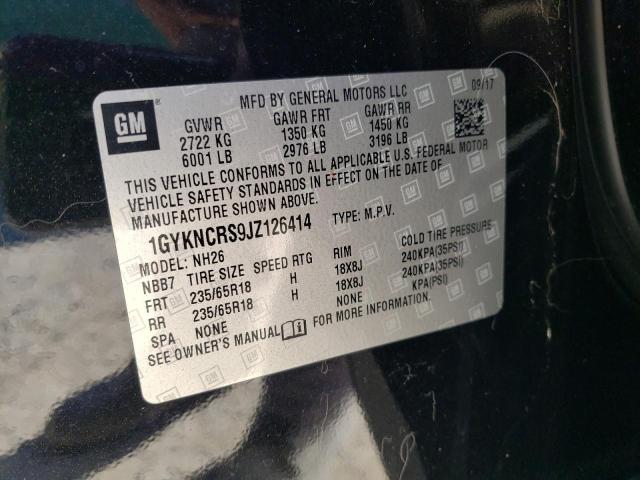 GM
MFD BY GENERAL MOTORS LLC 09/17
GVWR GAWR FRT GAWR RR
2722 KG 1350 KG 1450 KG
6001 LB 2976 LB 3196 LB
THIS VEHICLE CONFORMS TO ALL APPLICABLE U.S. FEDERAL MOTOR
VEHICLE SAFETY STANDARDS IN EFFECT ON THE DATE OF
MANUFACTURE SHOWN ABOVE.
1GYKNCRS9JZ126414 TYPE: M.P.V.
MODEL: NH26
NBB7 TIRE SIZE SPEED RTG RIM COLD TIRE PRESSURE
FRT 235/65R18 H 18X8J 240KPA(35PSI)
RR 235/65R18 H 18X8J 240KPA(35PSI)
SPA NONE NONE KPA(PSI)
SEE OWNER'S MANUAL FOR MORE INFORMATION.